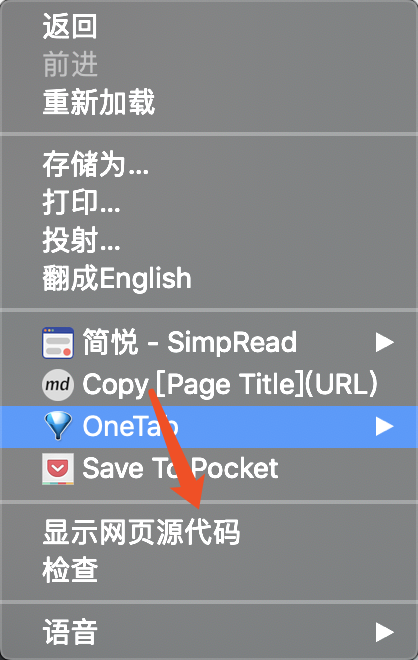 返回
前进
重新加载
存储为...
打印...
投射...
翻成English
简悦 - SimpRead
md Copy [Page Title](URL)
OneTab
Save To Pocket
显示网页源代码
检查
语音